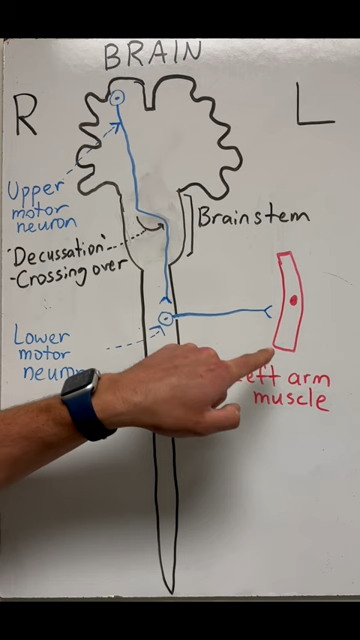 BRAIN
R
L
Upper
motor
neuron
Brainstem
"Decussation"
-Crossing over
Lower
motor
arm
muscle